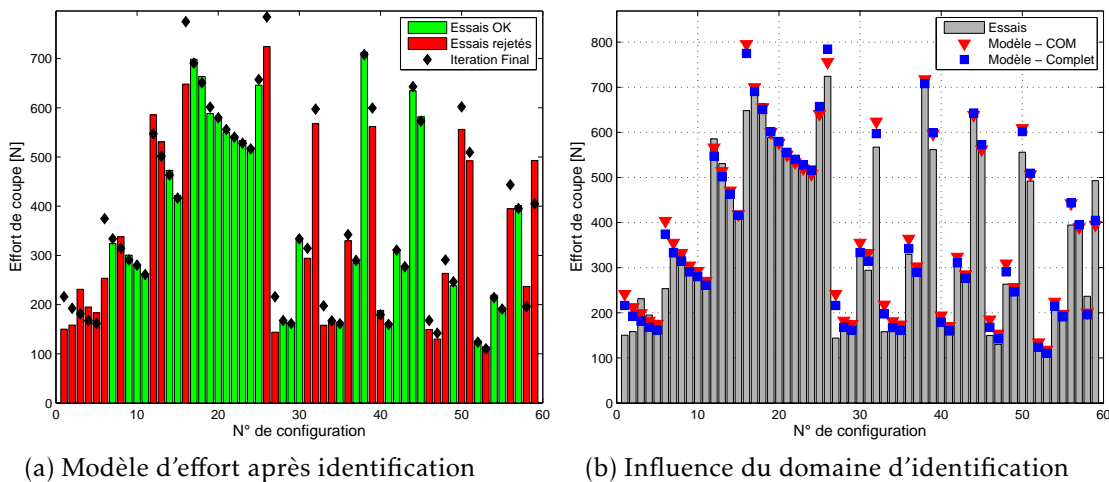 Essais OK
Essais rejetés
Iteration Final
Effort de coupe [N]
700
600
500
400
300
200
100
0
0 10 20 30 40 50 60
N° de configuration
(a) Modèle d'effort après identification
Essais
Modèle – COM
Modèle – Complet
Effort de coupe [N]
800
700
600
500
400
300
200
100
0
0 10 20 30 40 50 60
N° de configuration
(b) Influence du domaine d'identification